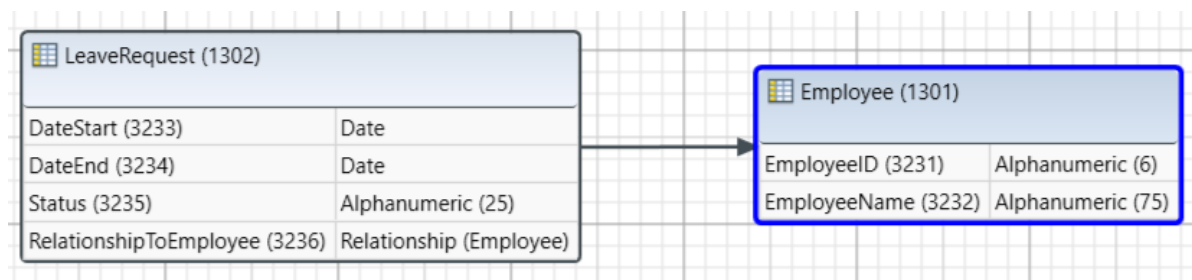 LeaveRequest (1302)
DateStart (3233) Date
DateEnd (3234) Date
Status (3235) Alphanumeric (25)
RelationshipToEmployee (3236) Relationship (Employee)
Employee (1301)
EmployeeID (3231) Alphanumeric (6)
EmployeeName (3232) Alphanumeric (75)